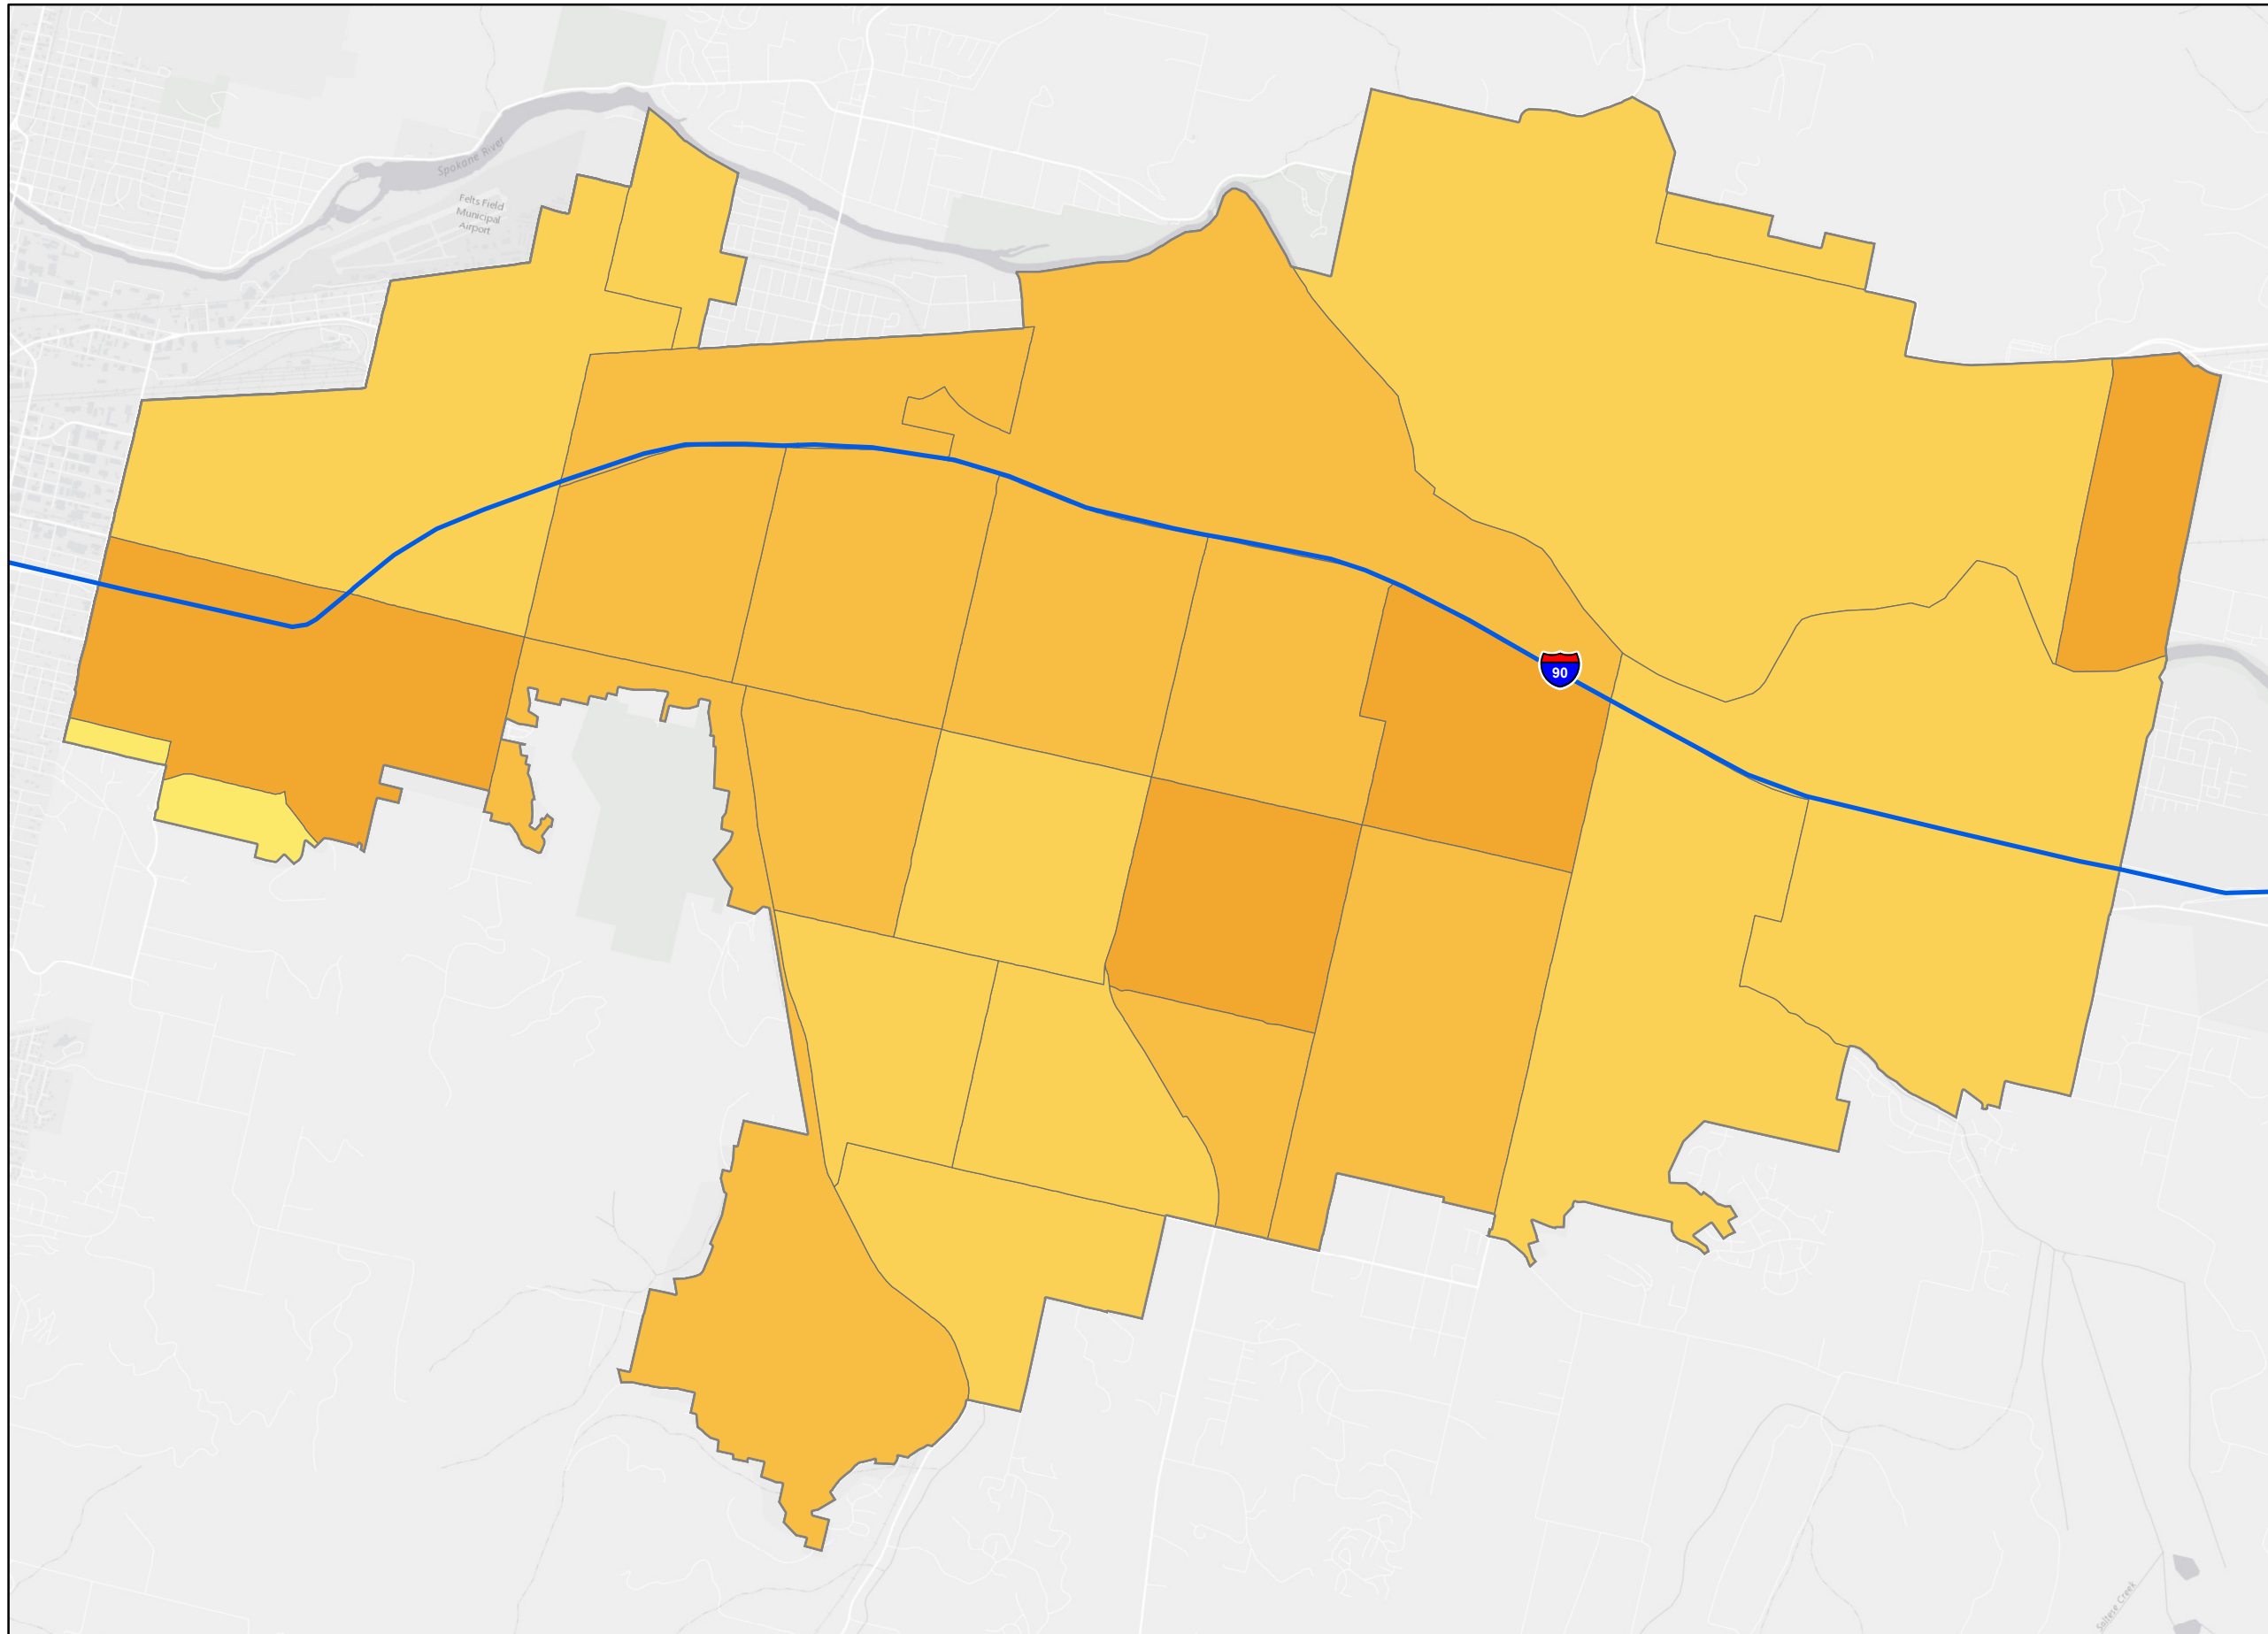 Spokane River
Felts Field
Municipal
Airport
90
Saltese Creek